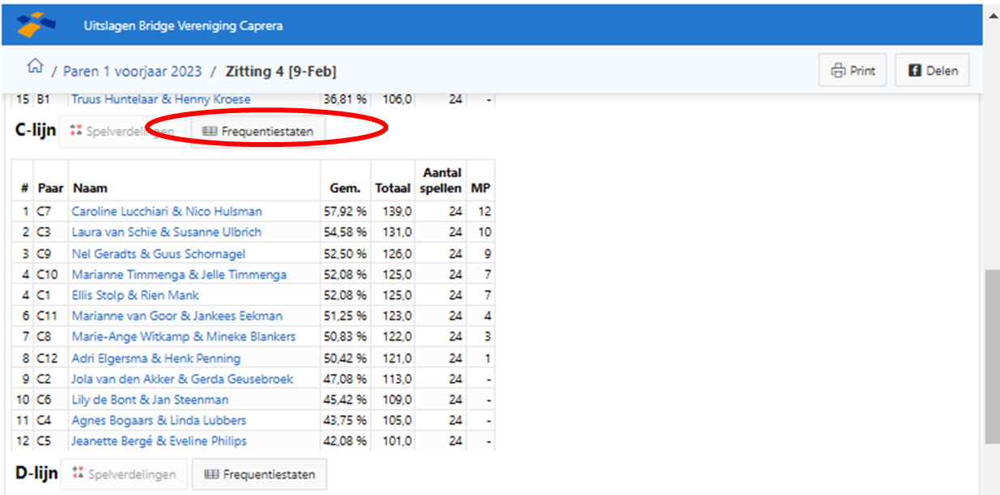 Uitslagen Bridge Vereniging Caprera
/ Paren 1 voorjaar 2023 / Zitting 4 [9-Feb] Print Delen
15 B1 Truus Huntelaar & Henny Kroese 36,81 % 106,0 24 -
C-lijn Spelverdelingen Frequentiestaten
# Paar Naam Gem. Totaal Aantal spellen MP
1 C7 Caroline Lucchiari & Nico Hulsman 57,92 % 139,0 24 12
2 C3 Laura van Schie & Susanne Ulbrich 54,58 % 131,0 24 10
3 C9 Nel Geradts & Guus Schornagel 52,50 % 126,0 24 9
4 C10 Marianne Timmenga & Jelle Timmenga 52,08 % 125,0 24 7
4 C1 Ellis Stolp & Rien Mank 52,08 % 125,0 24 7
6 C11 Marianne van Goor & Jankees Eekman 51,25 % 123,0 24 4
7 C8 Marie-Ange Witkamp & Mineke Blankers 50,83 % 122,0 24 3
8 C12 Adri Elgersma & Henk Penning 50,42 % 121,0 24 1
9 C2 Jola van den Akker & Gerda Geusebroek 47,08 % 113,0 24 -
10 C6 Lily de Bont & Jan Steenman 45,42 % 109,0 24 -
11 C4 Agnes Bogaars & Linda Lubbers 43,75 % 105,0 24 -
12 C5 Jeanette Bergé & Eveline Philips 42,08 % 101,0 24 -
D-lijn Spelverdelingen Frequentiestaten